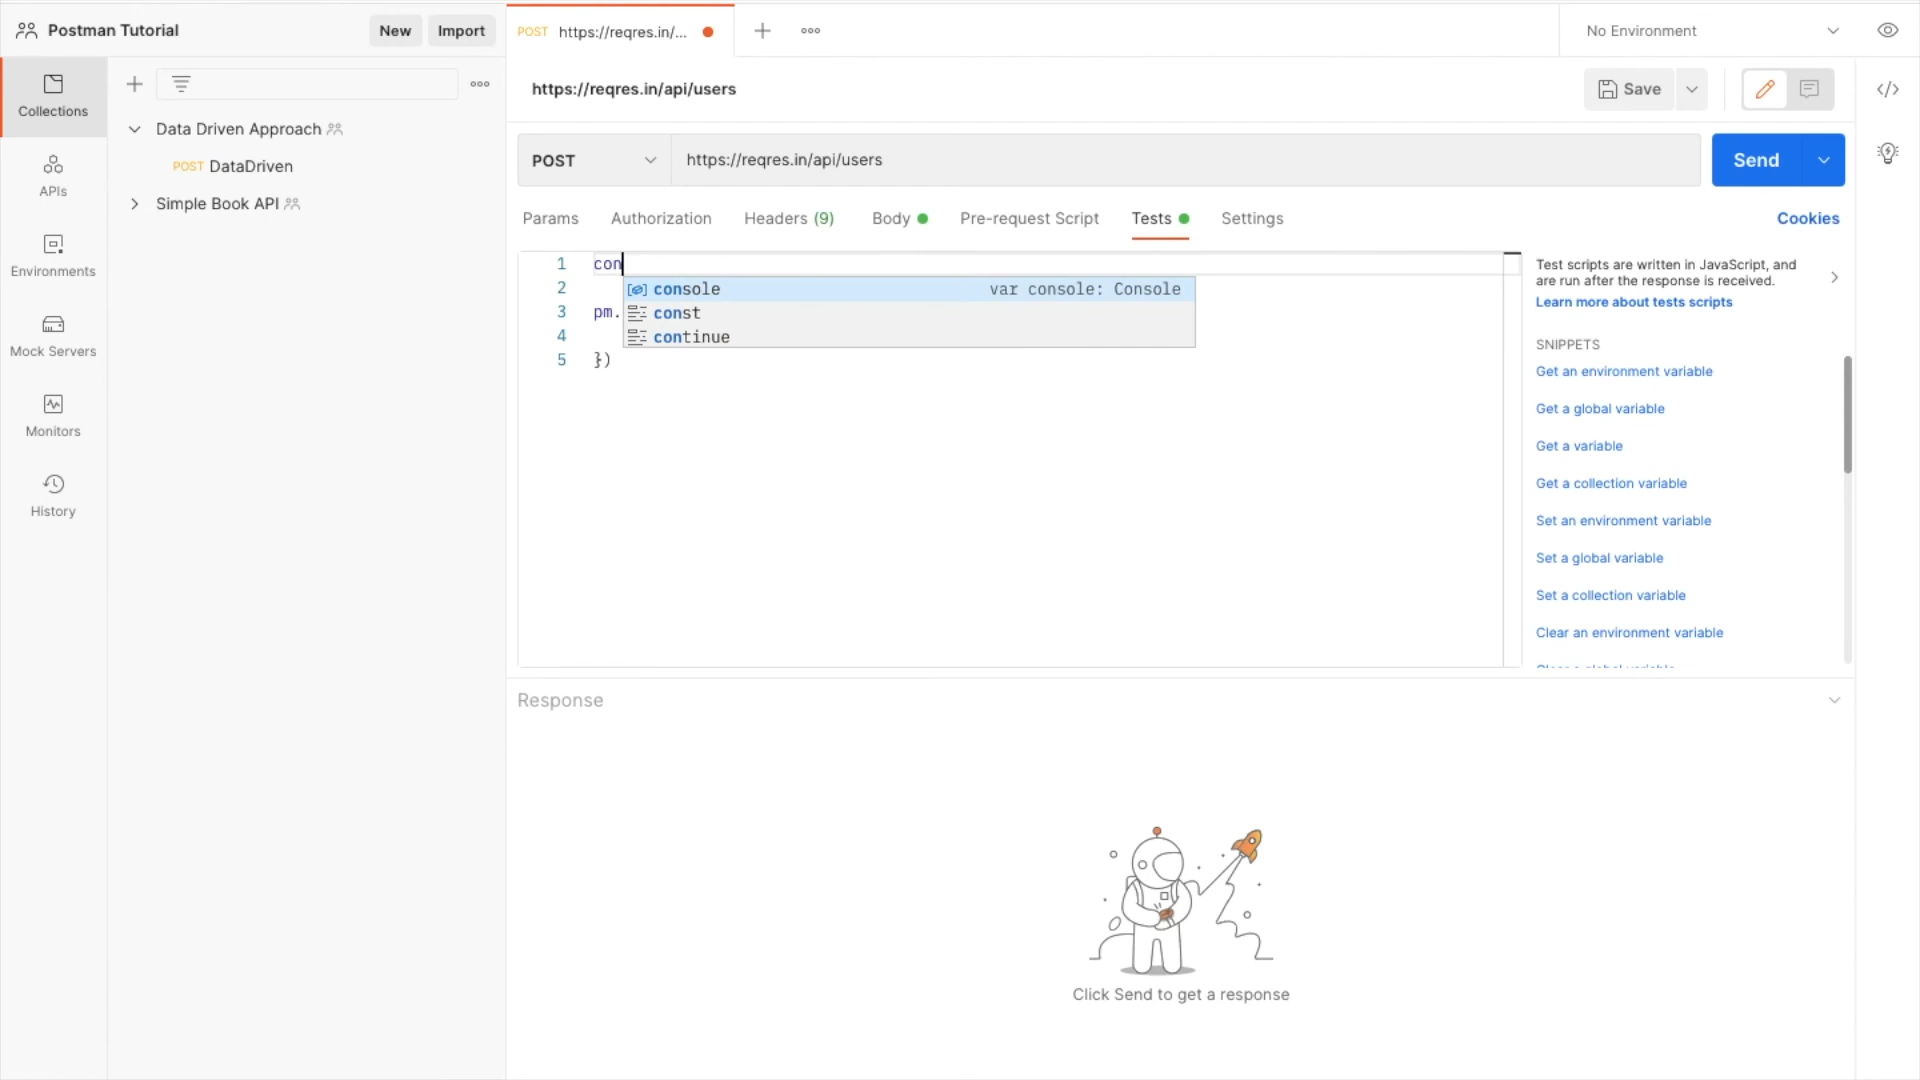 Postman Tutorial
New
Import
POST https://reqres.in/...
No Environment
Collections
APIs
Environments
Mock Servers
Monitors
History
Data Driven Approach
POST DataDriven
Simple Book API
https://reqres.in/api/users
Save
POST
https://reqres.in/api/users
Send
Params
Authorization
Headers (9)
Body
Pre-request Script
Tests
Settings
Cookies
1 con
2
3 pm.
4
5 })
console var console: Console
const
continue
Test scripts are written in JavaScript, and
are run after the response is received.
Learn more about tests scripts
SNIPPETS
Get an environment variable
Get a global variable
Get a variable
Get a collection variable
Set an environment variable
Set a global variable
Set a collection variable
Clear an environment variable
Clear a global variable
Response
Click Send to get a response